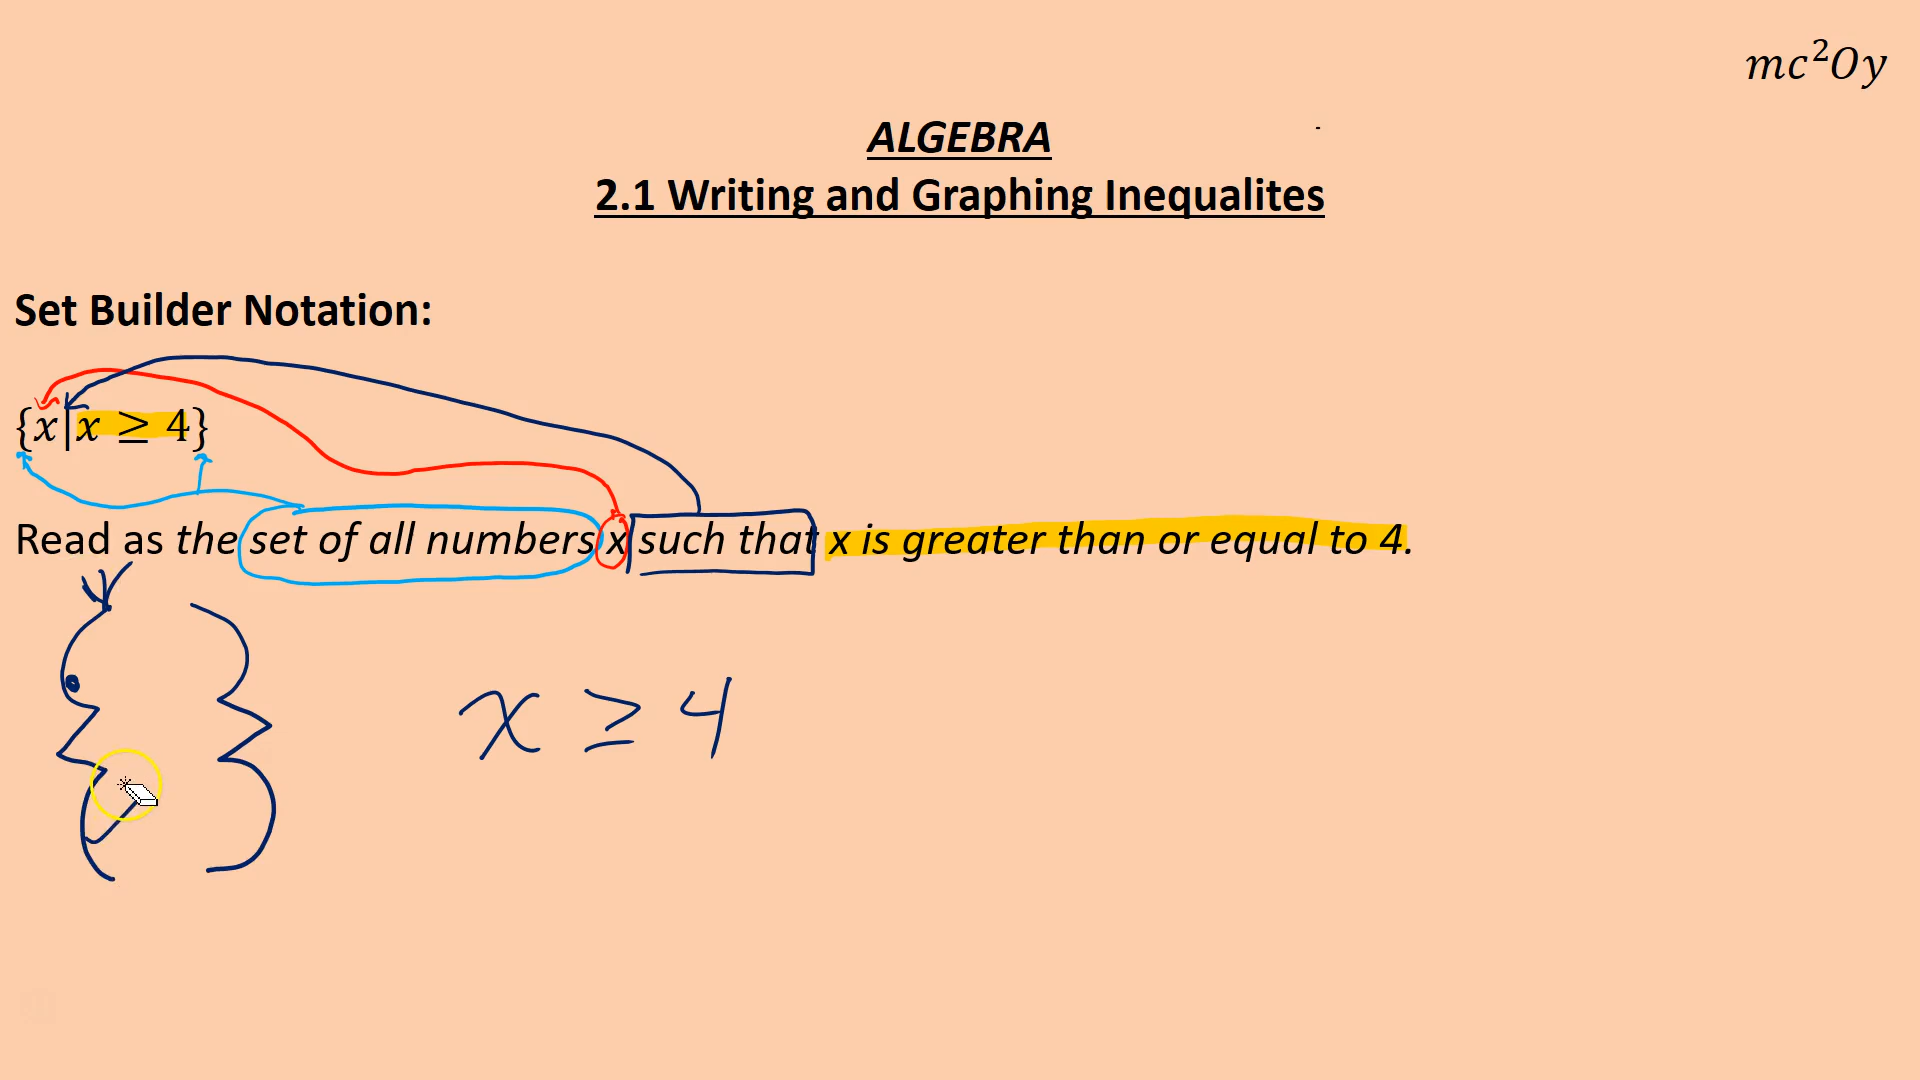 mc²Oy
ALGEBRA
2.1 Writing and Graphing Inequalites
Set Builder Notation:
{x|x ≥ 4}
Read as the set of all numbers x such that x is greater than or equal to 4.
{ } x ≥ 4